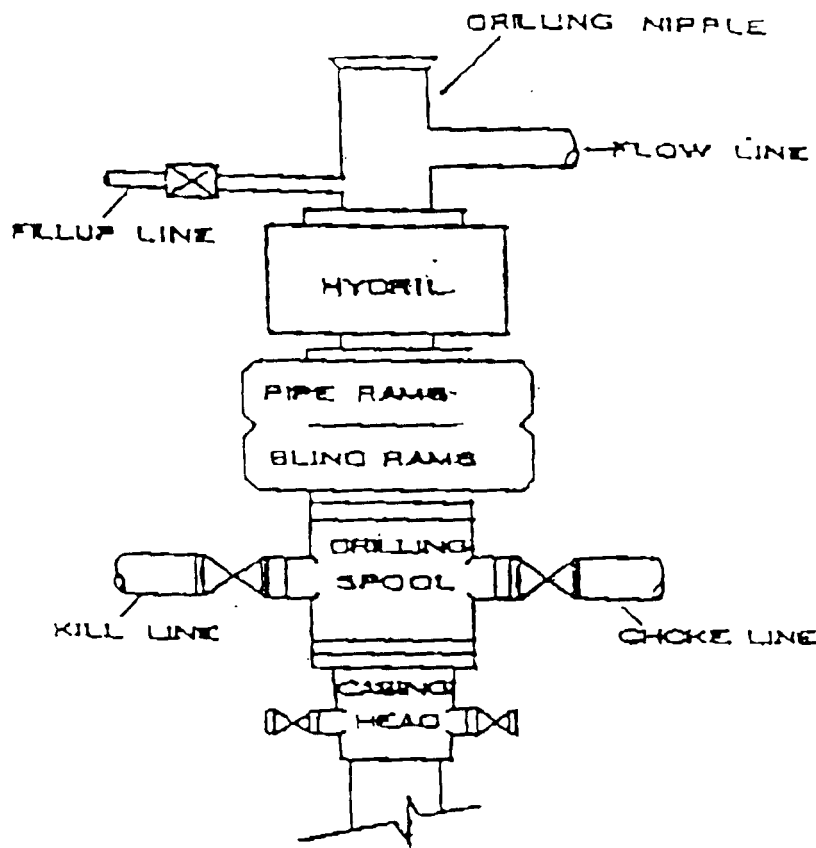 DRILLING NIPPLE
FLOW LINE
FILLUP LINE
HYDRIL
PIPE RAMS
BLIND RAMS
DRILLING
SPOOL
KILL LINE
CHOKE LINE
CASING
HEAD